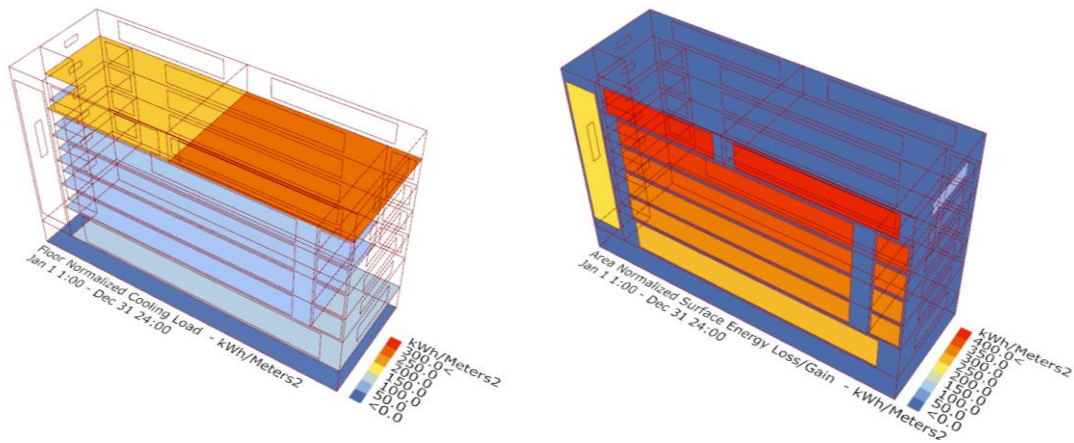 Floor Normalized Cooling Load - kWh/Meters2
Jan 1 1:00 - Dec 31 24:00
kWh/Meters2
300.0<
250.0
200.0
150.0
100.0
50.0
<0.0
Area Normalized Surface Energy Loss/Gain - kWh/Meters2
Jan 1 1:00 - Dec 31 24:00
kWh/Meters2
400.0<
350.0
300.0
250.0
200.0
150.0
100.0
50.0
<0.0